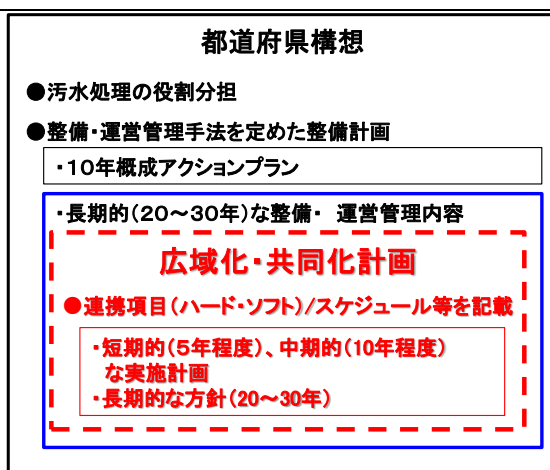 都道府県構想
●汚水処理の役割分担
●整備・運営管理手法を定めた整備計画
・10年概成アクションプラン
・長期的(20～30年)な整備・ 運営管理内容
広域化・共同化計画
●連携項目(ハード・ソフト)/スケジュール等を記載
・短期的(5年程度)、中期的(10年程度)
な実施計画
・長期的な方針(20～30年)